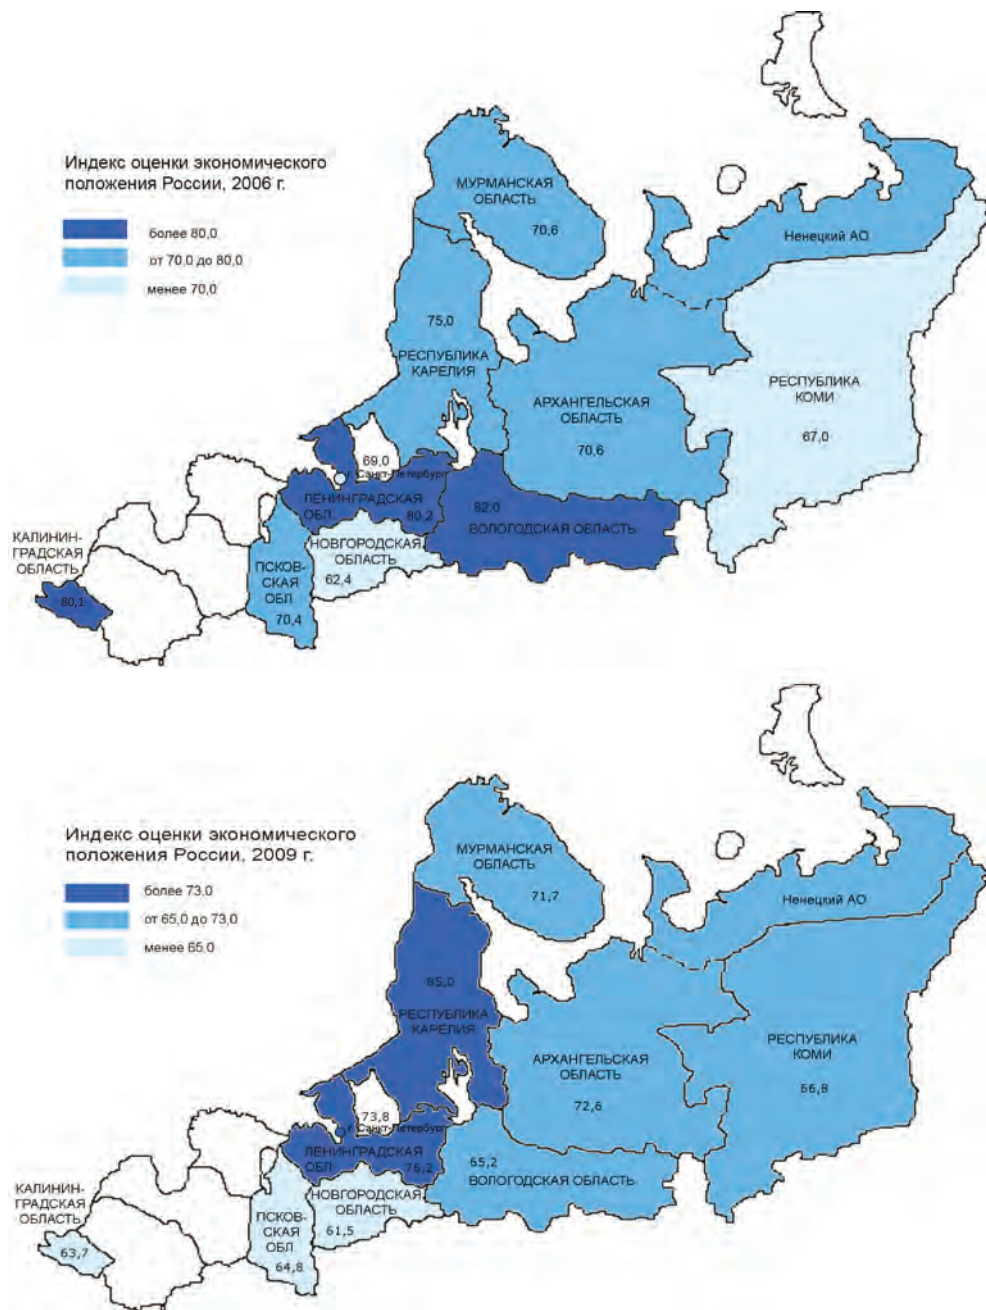 Индекс оценки экономического
положения России, 2006 г.
более 80,0
от 70,0 до 80,0
менее 70,0
МУРМАНСКАЯ
ОБЛАСТЬ
70,6
Ненецкий АО
75,0
РЕСПУБЛИКА
КАРЕЛИЯ
РЕСПУБЛИКА
КОМИ
67,0
АРХАНГЕЛЬСКАЯ
ОБЛАСТЬ
70,6
69,0
г. Санкт-Петербург
ЛЕНИНГРАДСКАЯ
ОБЛ.
80,2
82,0
ВОЛОГОДСКАЯ ОБЛАСТЬ
НОВГОРОДСКАЯ
ОБЛАСТЬ
62,4
КАЛИНИН-
ГРАДСКАЯ
ОБЛАСТЬ
80,1
ПСКОВ-
СКАЯ
ОБЛ.
70,4
Индекс оценки экономического
положения России, 2009 г.
более 73,0
от 65,0 до 73,0
менее 65,0
МУРМАНСКАЯ
ОБЛАСТЬ
71,7
Ненецкий АО
85,0
РЕСПУБЛИКА
КАРЕЛИЯ
РЕСПУБЛИКА
КОМИ
66,8
АРХАНГЕЛЬСКАЯ
ОБЛАСТЬ
72,6
73,8
г. Санкт-Петербург
ЛЕНИНГРАДСКАЯ
ОБЛ.
76,2
65,2
ВОЛОГОДСКАЯ ОБЛАСТЬ
НОВГОРОДСКАЯ
ОБЛАСТЬ
61,5
КАЛИНИН-
ГРАДСКАЯ
ОБЛАСТЬ
63,7
ПСКОВ-
СКАЯ
ОБЛ.
64,8